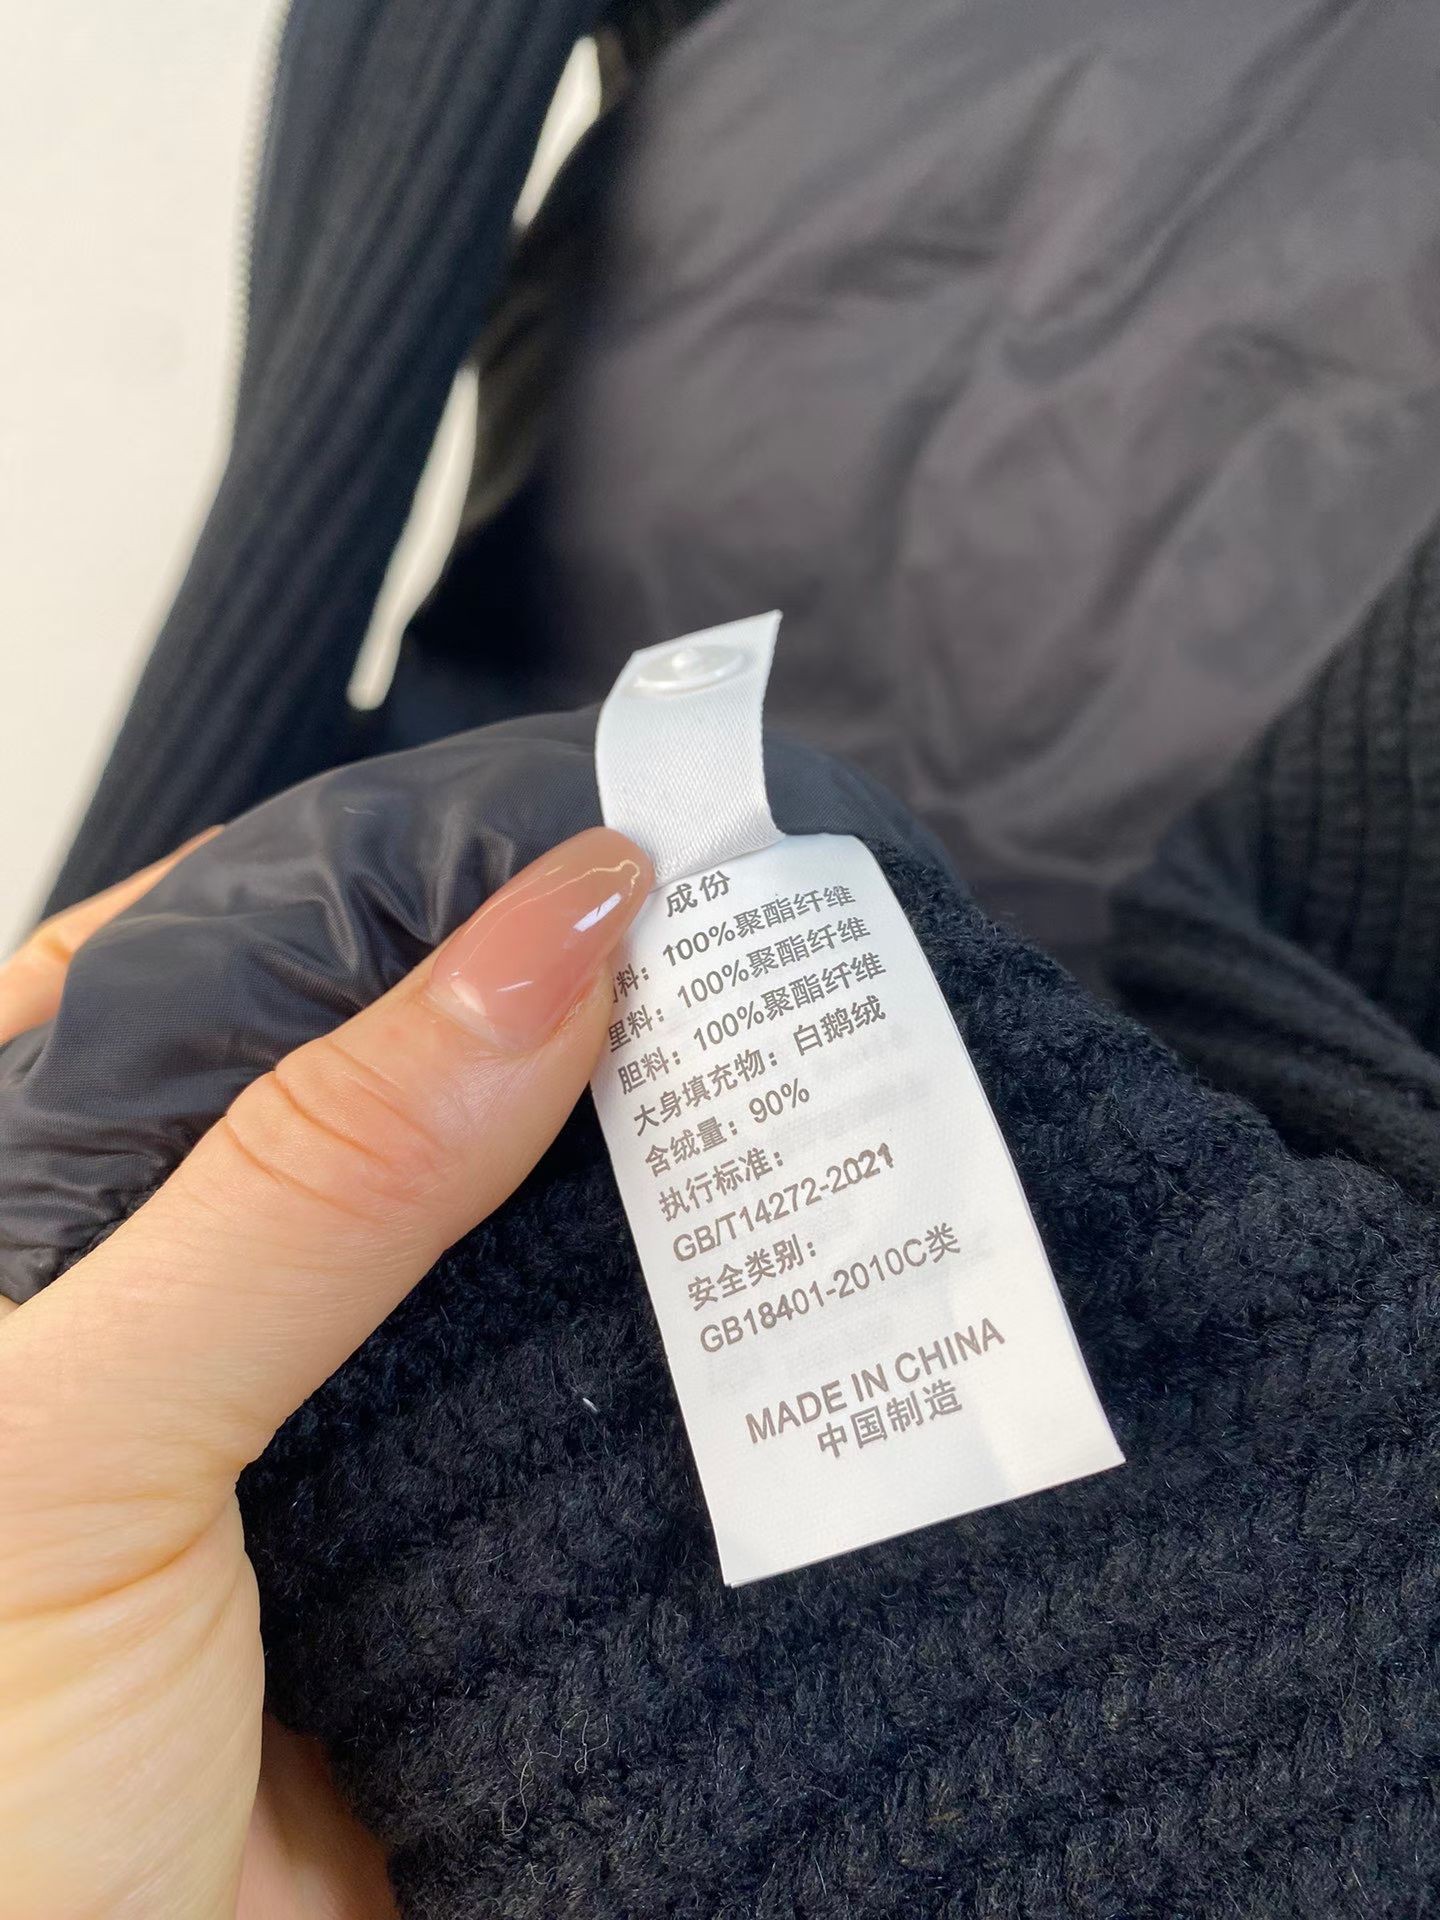 成份
料：100%聚酯纤维
里料：100%聚酯纤维
胆料：100%聚酯纤维
大身填充物：白鹅绒
含绒量：90%
执行标准：
GB/T14272-2021
安全类别：
GB18401-2010C类
MADE IN CHINA
中国制造